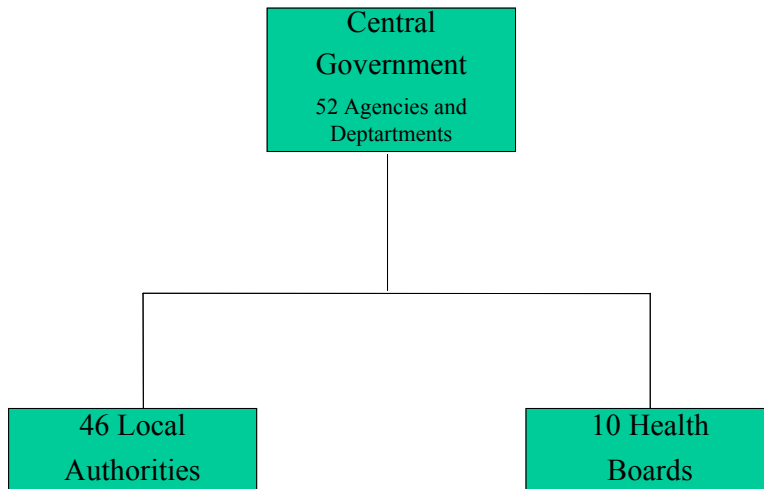 Central
Government
52 Agencies and
Deptartments
46 Local
Authorities
10 Health
Boards